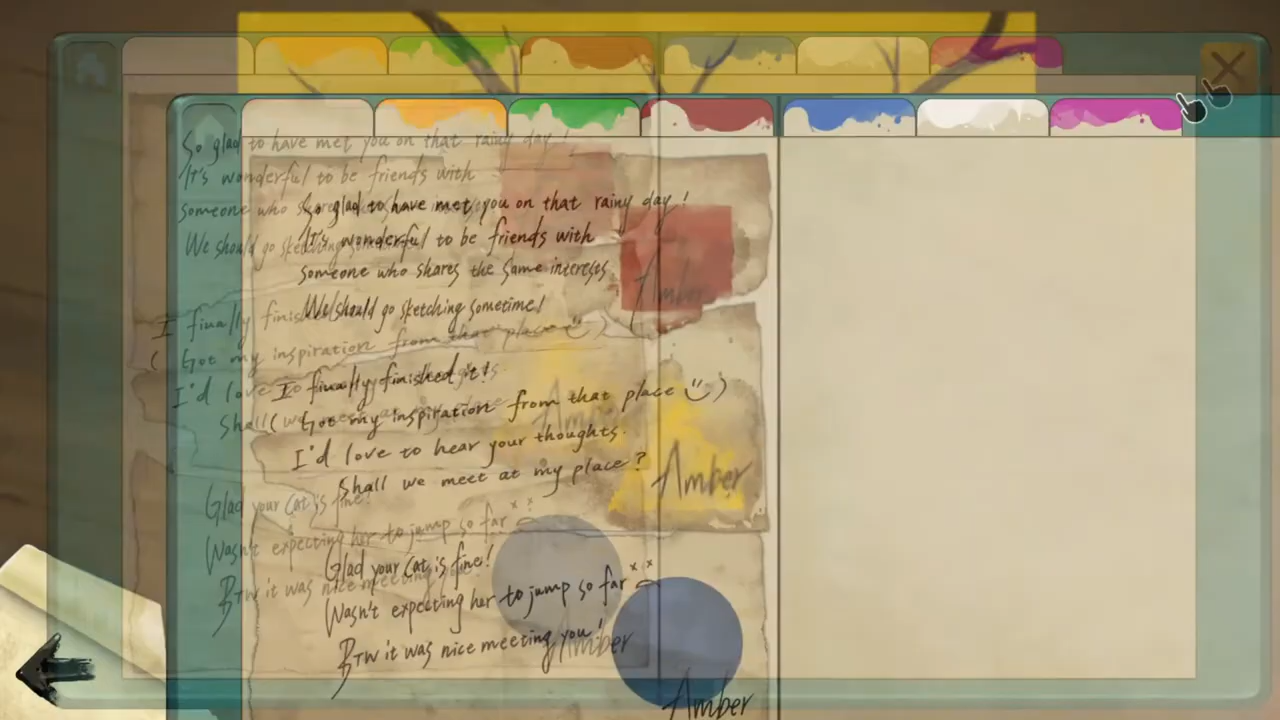 So glad to have met you on that rainy day!
It's wonderful to be friends with
someone who shares the same interests.
We should go sketching sometime!
Amber
I finally finished it!
(Got my inspiration from that place :))
I'd love to hear your thoughts.
Shall we meet at my place?
Amber
Glad your cat is fine!
Wasn't expecting her to jump so far
BTW it was nice meeting you!
Amber